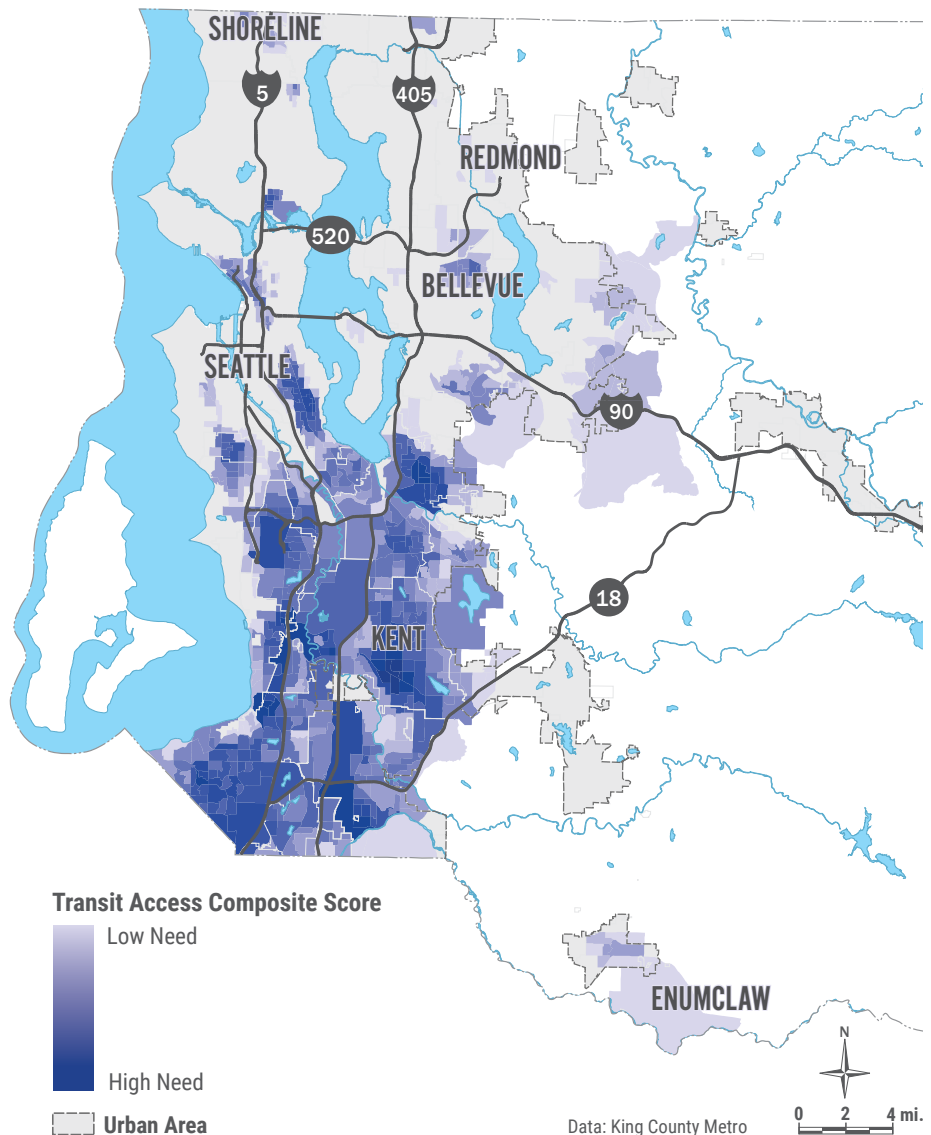 SHORELINE
5
405
REDMOND
520
BELLEVUE
SEATTLE
90
18
KENT
Transit Access Composite Score
Low Need
High Need
Urban Area
ENUMCLAW
N
Data: King County Metro
0 2 4 mi.